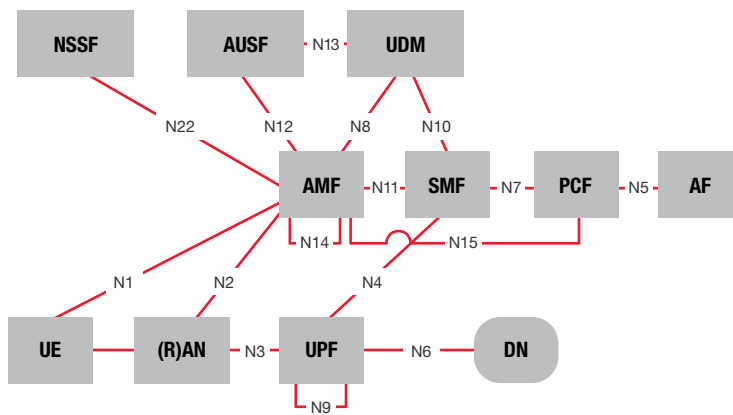 NSSF
AUSF
N13
UDM
N22
N12
N8
N10
AMF
N11
SMF
N7
PCF
N5
AF
N14
N15
N1
N2
N4
UE
(R)AN
N3
UPF
N6
DN
N9